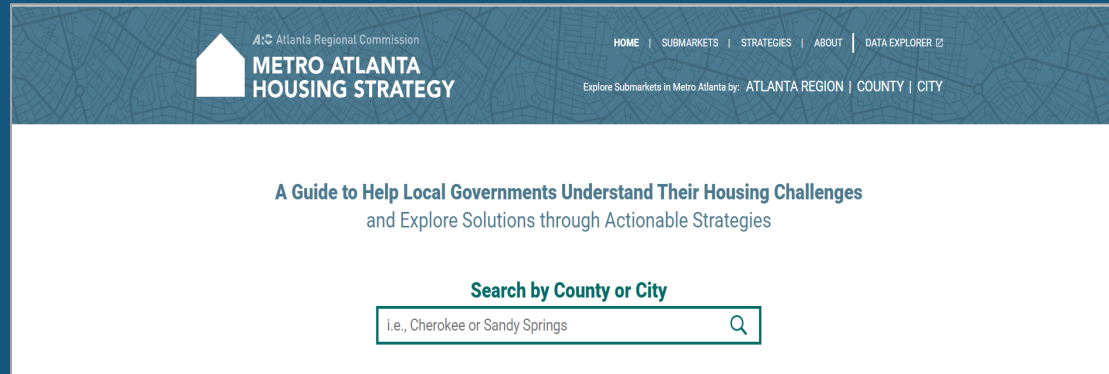 ARC Atlanta Regional Commission
METRO ATLANTA
HOUSING STRATEGY
HOME | SUBMARKETS | STRATEGIES | ABOUT | DATA EXPLORER
Explore Submarkets in Metro Atlanta by: ATLANTA REGION | COUNTY | CITY
A Guide to Help Local Governments Understand Their Housing Challenges
and Explore Solutions through Actionable Strategies
Search by County or City
i.e., Cherokee or Sandy Springs